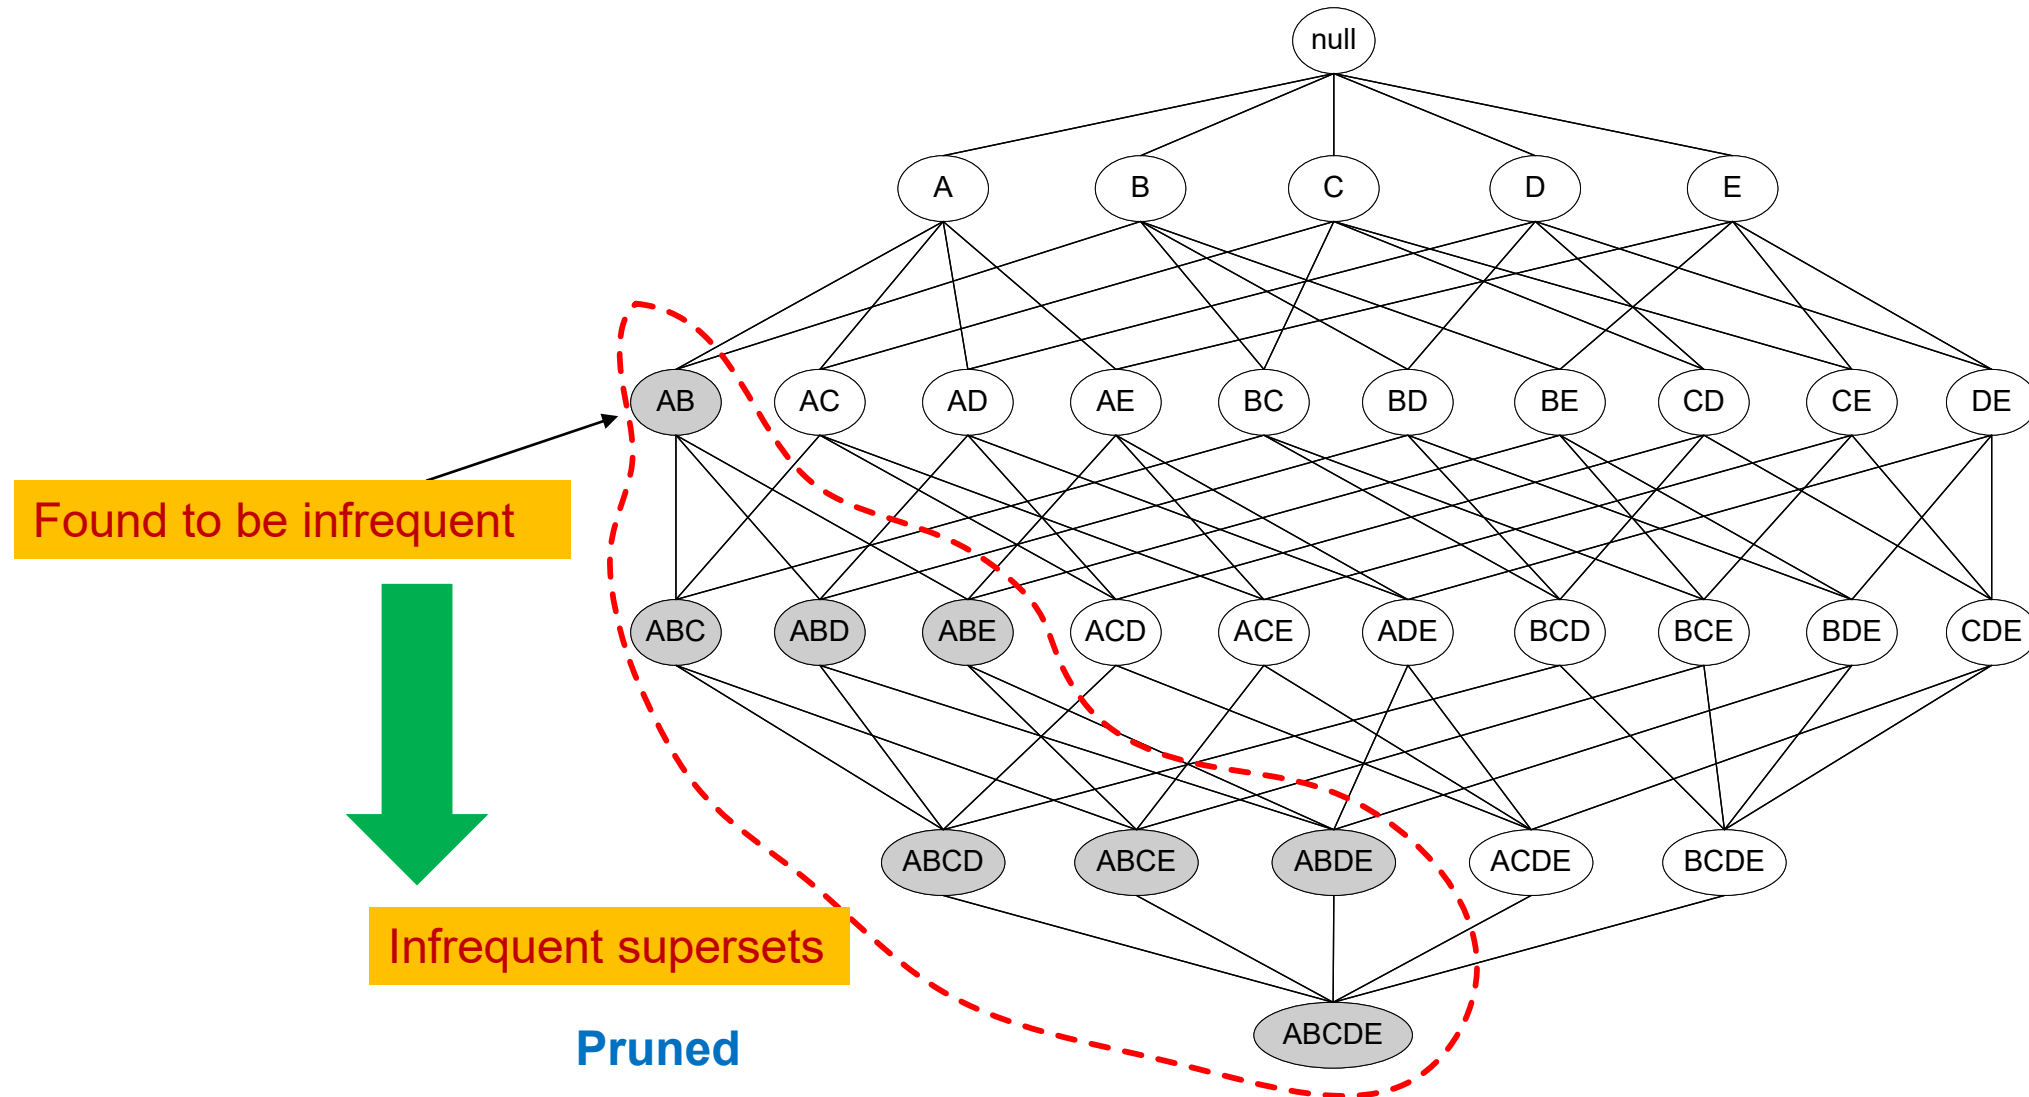 null
A B C D E
AB AC AD AE BC BD BE CD CE DE
Found to be infrequent
ABC ABD ABE ACD ACE ADE BCD BCE BDE CDE
ABCD ABCE ABDE ACDE BCDE
Infrequent supersets
ABCDE
Pruned